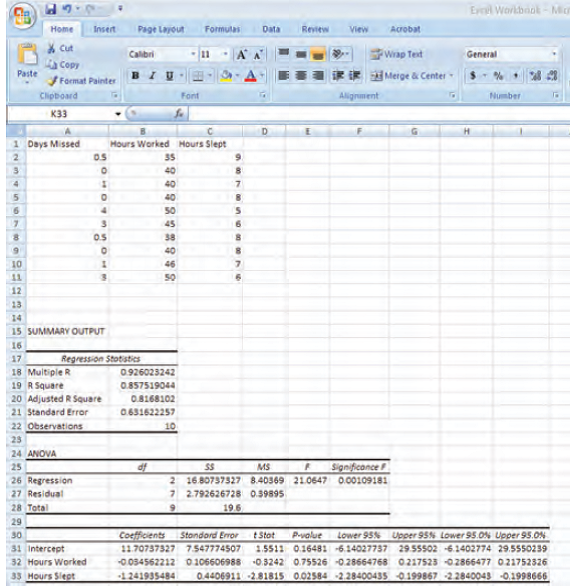 Excel Workbook - Micr
Home Insert Page Layout Formulas Data Review View Acrobat
Paste
Cut
Copy
Format Painter
Clipboard
Calibri 11 A A
B I U A
Font
Wrap Text
Merge & Center
Alignment
General
$ % ,
Number
K33 fx
A B C D E F G H I
1 Days Missed Hours Worked Hours Slept
2 0.5 35 9
3 0 40 8
4 1 40 7
5 0 40 8
6 4 50 5
7 3 45 6
8 0.5 38 8
9 0 40 8
10 1 46 7
11 3 50 6
12
13
14
15 SUMMARY OUTPUT
16
17 Regression Statistics
18 Multiple R 0.926023242
19 R Square 0.857519044
20 Adjusted R Square 0.8168102
21 Standard Error 0.631622257
22 Observations 10
23
24 ANOVA
25 df SS MS F Significance F
26 Regression 2 16.80737327 8.40369 21.0647 0.00109181
27 Residual 7 2.792626728 0.39895
28 Total 9 19.6
29
30 Coefficients Standard Error t Stat P-value Lower 95% Upper 95% Lower 95.0% Upper 95.0%
31 Intercept 11.70737327 7.547774507 1.5511 0.16481 -6.14027737 29.55502 -6.1402774 29.5550239
32 Hours Worked -0.034562212 0.106606988 -0.3242 0.75526 -0.28664768 0.217523 -0.2866477 0.21752326
33 Hours Slept -1.241935484 0.4406911 -2.81815 0.02584 -2.28400435 -0.19987 -2.2840043 -0.1998666